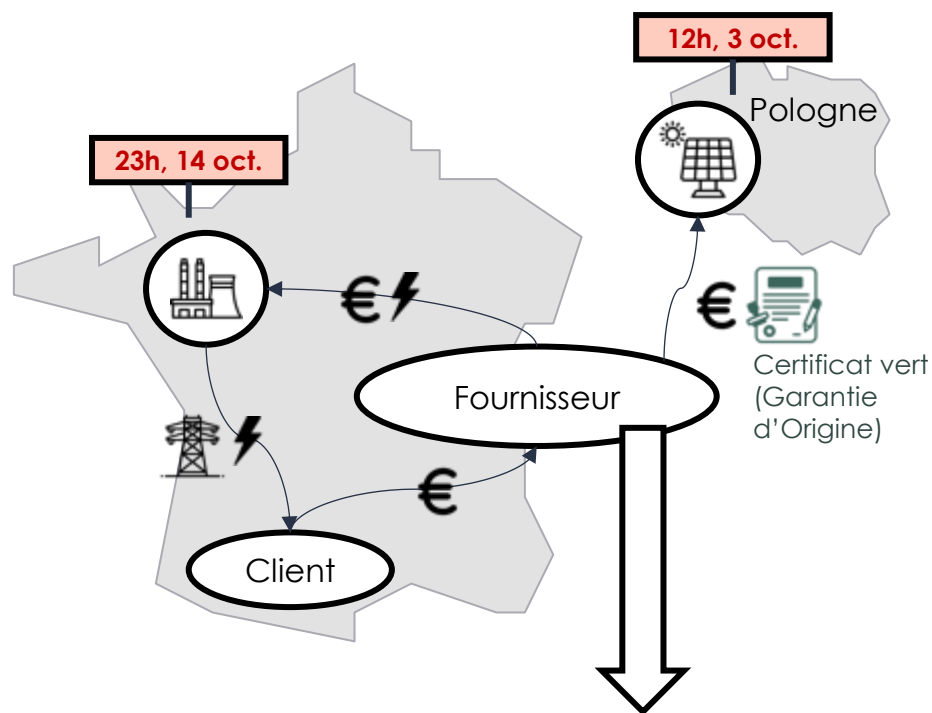 12h, 3 oct.
Pologne
23h, 14 oct.
Fournisseur
Certificat vert
(Garantie
d’Origine)
Client